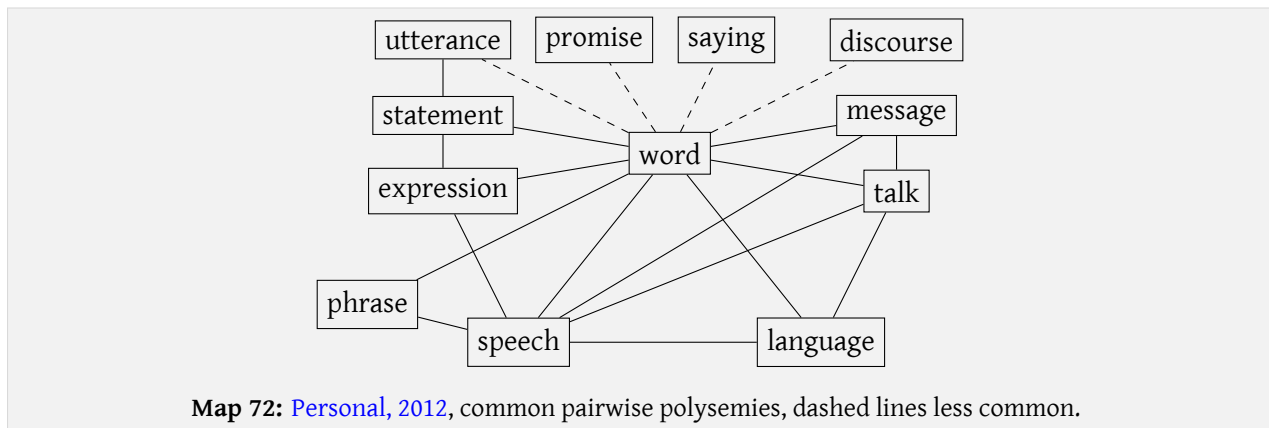 utterance promise saying discourse
statement message
word
expression talk
phrase
speech language
Map 72: Personal, 2012, common pairwise polysemies, dashed lines less common.